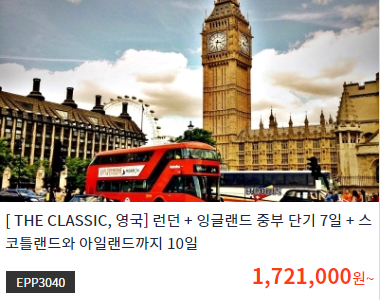 [ THE CLASSIC, 영국] 런던 + 잉글랜드 중부 단기 7일 + 스
코틀랜드와 아일랜드까지 10일
EPP3040
1,721,000원~